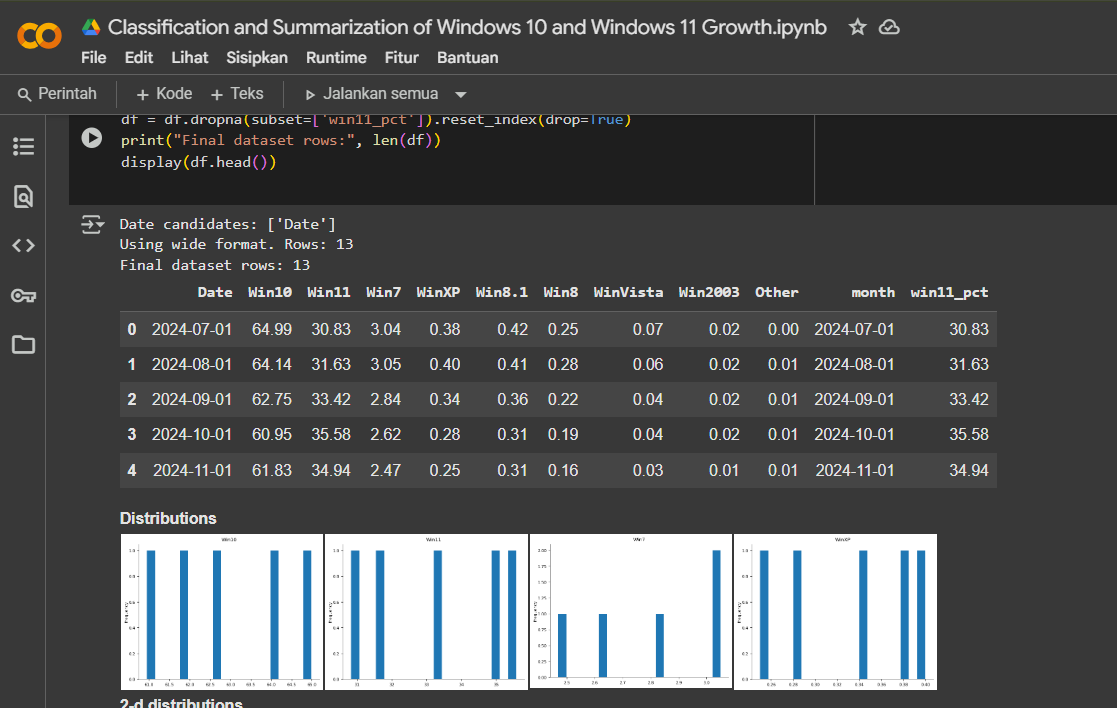 Classification and Summarization of Windows 10 and Windows 11 Growth.ipynb
File Edit Lihat Sisipkan Runtime Fitur Bantuan
Perintah + Kode + Teks Jalankan semua
df = df.dropna(subset=['win11_pct']).reset_index(drop=True)
print("Final dataset rows:", len(df))
display(df.head())
Date candidates: ['Date']
Using wide format. Rows: 13
Final dataset rows: 13
Date Win10 Win11 Win7 WinXP Win8.1 Win8 WinVista Win2003 Other month win11_pct
0 2024-07-01 64.99 30.83 3.04 0.38 0.42 0.25 0.07 0.02 0.00 2024-07-01 30.83
1 2024-08-01 64.14 31.63 3.05 0.40 0.41 0.28 0.06 0.02 0.01 2024-08-01 31.63
2 2024-09-01 62.75 33.42 2.84 0.34 0.36 0.22 0.04 0.02 0.01 2024-09-01 33.42
3 2024-10-01 60.95 35.58 2.62 0.28 0.31 0.19 0.04 0.02 0.01 2024-10-01 35.58
4 2024-11-01 61.83 34.94 2.47 0.25 0.31 0.16 0.03 0.01 0.01 2024-11-01 34.94
Distributions
Win10 Win11 Win7 WinXP
2-d distributions